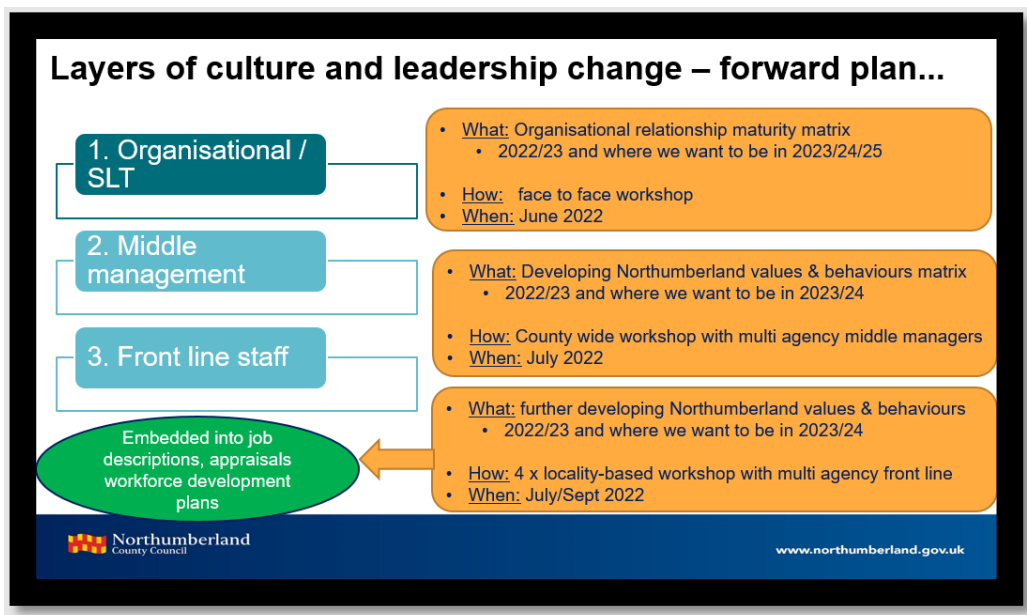 Layers of culture and leadership change – forward plan...
1. Organisational /
SLT
• What: Organisational relationship maturity matrix
• 2022/23 and where we want to be in 2023/24/25
• How: face to face workshop
• When: June 2022
2. Middle
management
• What: Developing Northumberland values & behaviours matrix
• 2022/23 and where we want to be in 2023/24
• How: County wide workshop with multi agency middle managers
• When: July 2022
3. Front line staff
• What: further developing Northumberland values & behaviours
• 2022/23 and where we want to be in 2023/24
• How: 4 x locality-based workshop with multi agency front line
• When: July/Sept 2022
Embedded into job
descriptions, appraisals
workforce development
plans
Northumberland
County Council
www.northumberland.gov.uk